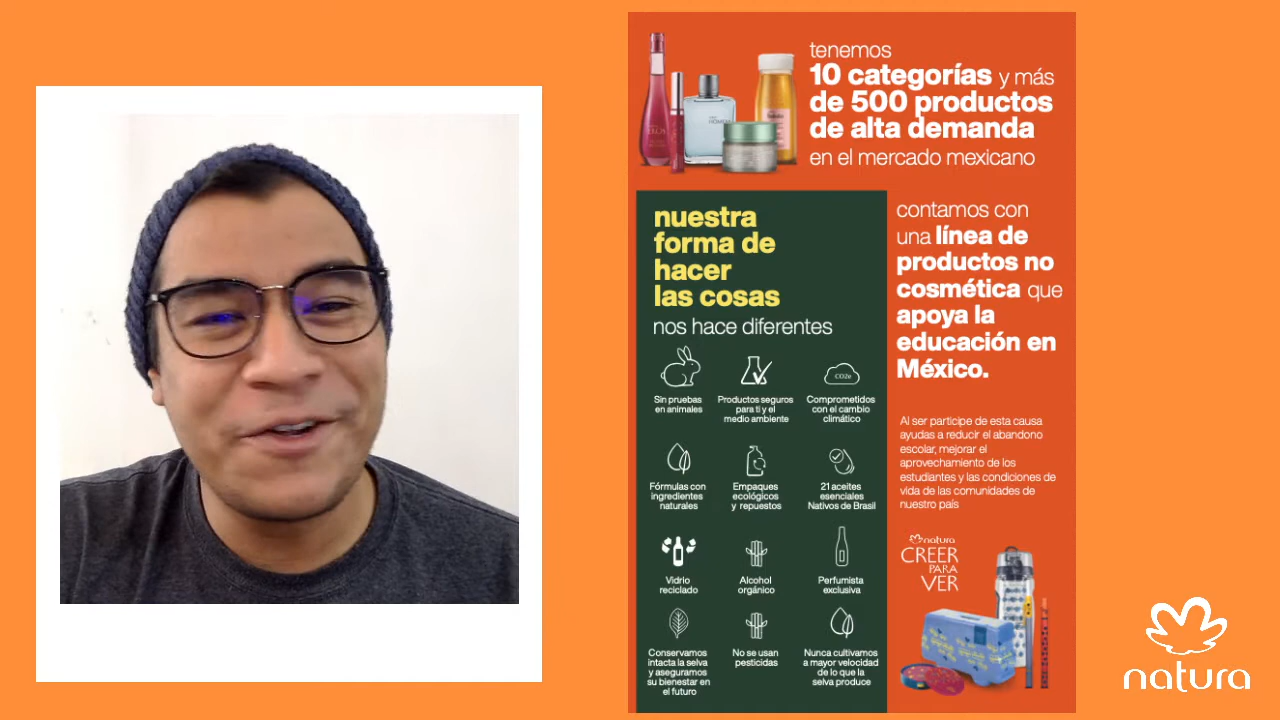 tenemos
10 categorías y más
de 500 productos
de alta demanda
en el mercado mexicano
nuestra
forma de
hacer
las cosas
nos hace diferentes
Sin pruebas
en animales
Productos seguros
para ti y el
medio ambiente
CO2e
Comprometidos
con el cambio
climático
Fórmulas con
ingredientes
naturales
Empaques
ecológicos
y repuestos
21 aceites
esenciales
Nativos de Brasil
Vidrio
reciclado
Alcohol
orgánico
Perfumista
exclusiva
Conservamos
intacta la selva
y aseguramos
su bienestar en
el futuro
No se usan
pesticidas
Nunca cultivamos
a mayor velocidad
de lo que la
selva produce
contamos con
una línea de
productos no
cosmética que
apoya la
educación en
México.
Al ser participe de esta causa
ayudas a reducir el abandono
escolar, mejorar el
aprovechamiento de los
estudiantes y las condiciones de
vida de las comunidades de
nuestro país
natura
CREER
PARA
VER
natura